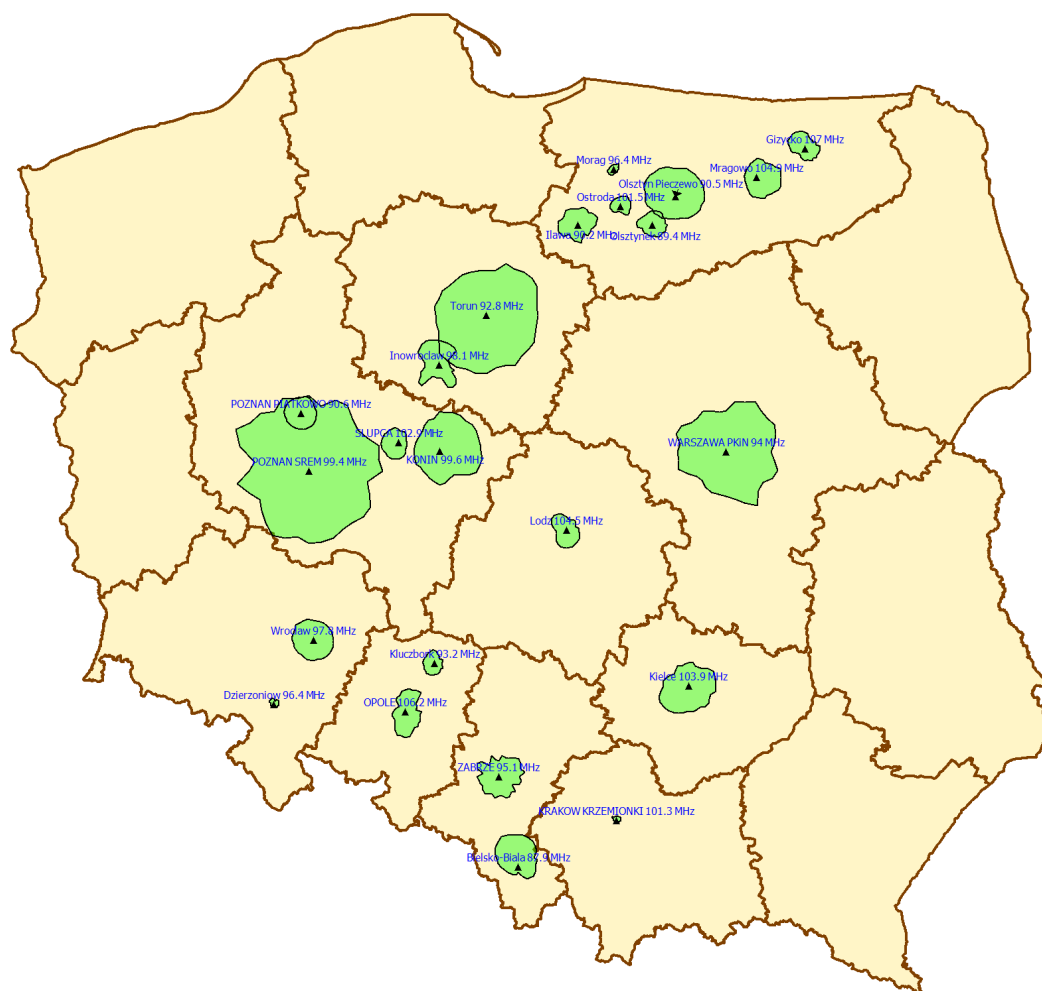 Gizycko 107 MHz
Morag 96.4 MHz
Mragowo 104.9 MHz
Olsztyn Pieczewo 90.5 MHz
Ostroda 101.5 MHz
Ilawa 90.2 MHz
Olsztynek 89.4 MHz
Torun 92.8 MHz
Inowroclaw 98.1 MHz
POZNAN PIATKOWO 90.6 MHz
SLUPCA 102.9 MHz
WARSZAWA PKiN 94 MHz
KONIN 99.6 MHz
POZNAN SREM 99.4 MHz
Lodz 104.5 MHz
Wroclaw 97.8 MHz
Kluczbork 93.2 MHz
Kielce 103.9 MHz
Dzierzoniow 96.4 MHz
OPOLE 106.2 MHz
ZABRZE 95.1 MHz
KRAKOW KRZEMIONKI 101.3 MHz
Bielsko-Biala 87.9 MHz